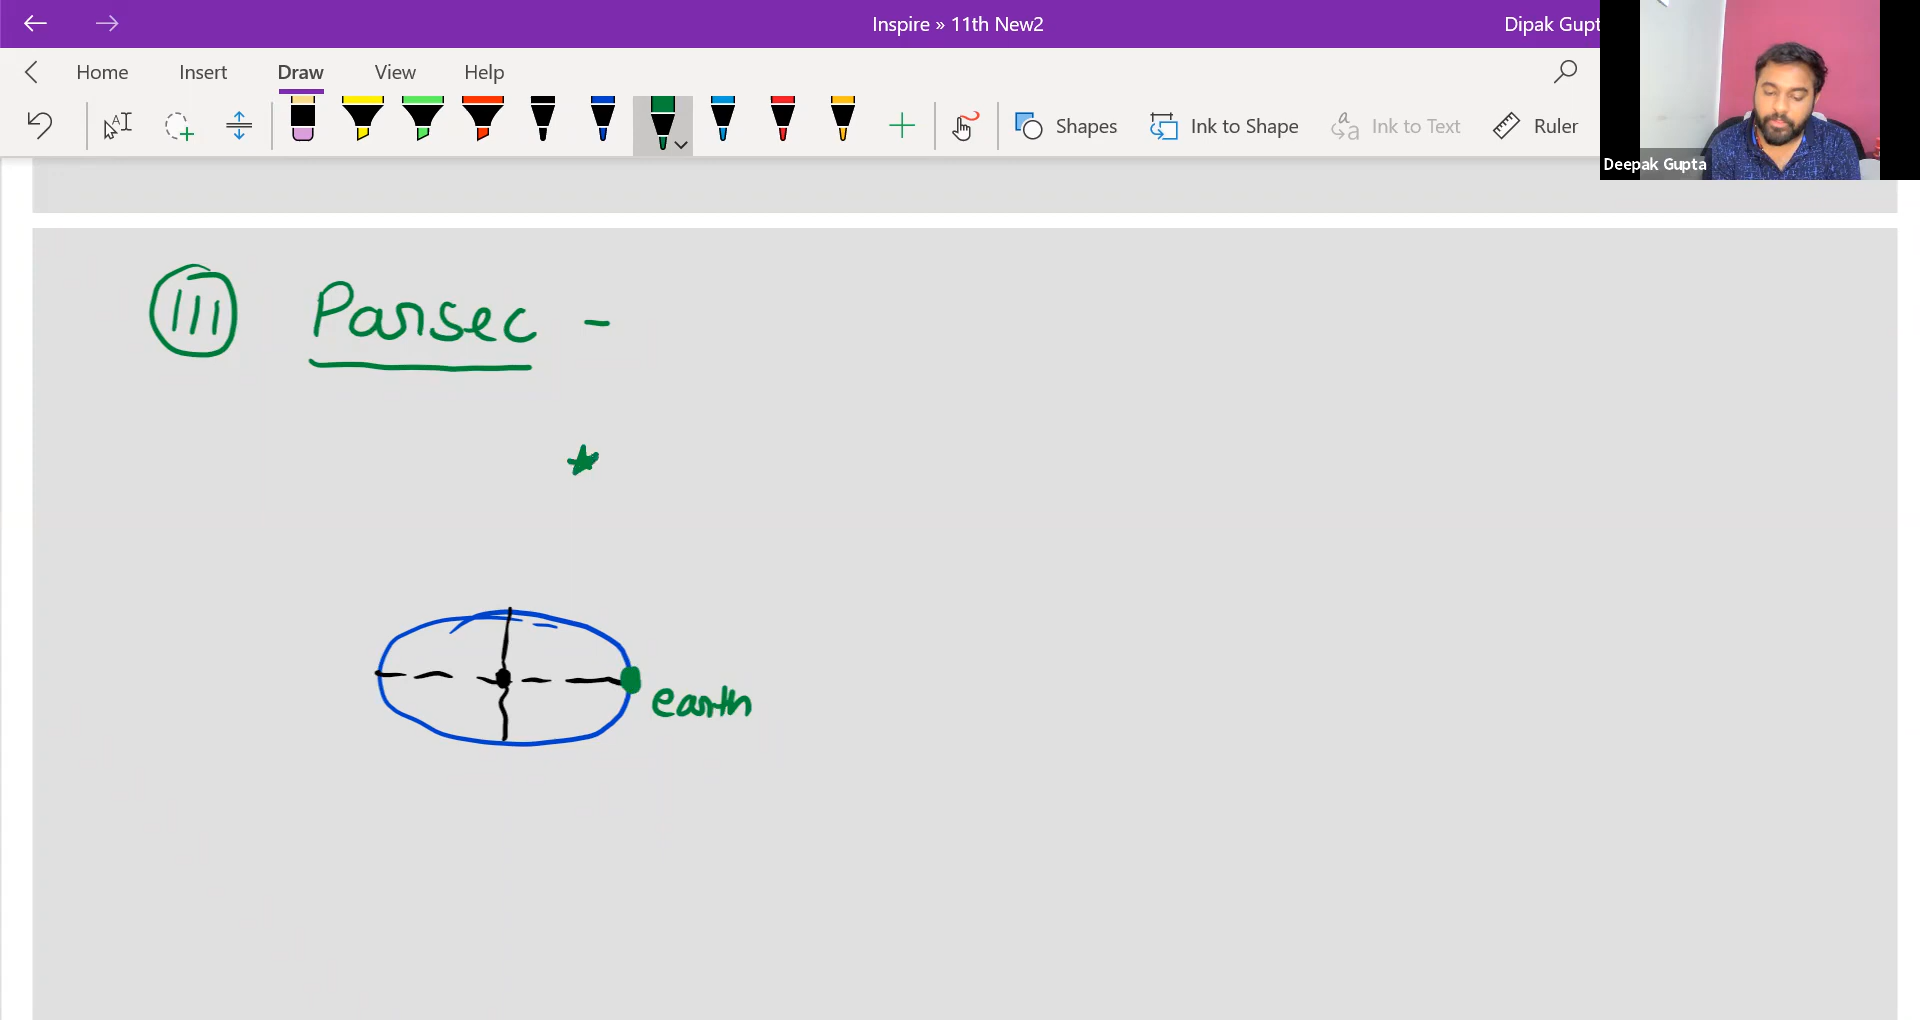 Inspire » 11th New2
Dipak Gupt
Home Insert Draw View Help
Shapes Ink to Shape Ink to Text Ruler
Deepak Gupta
III Parsec -
earth